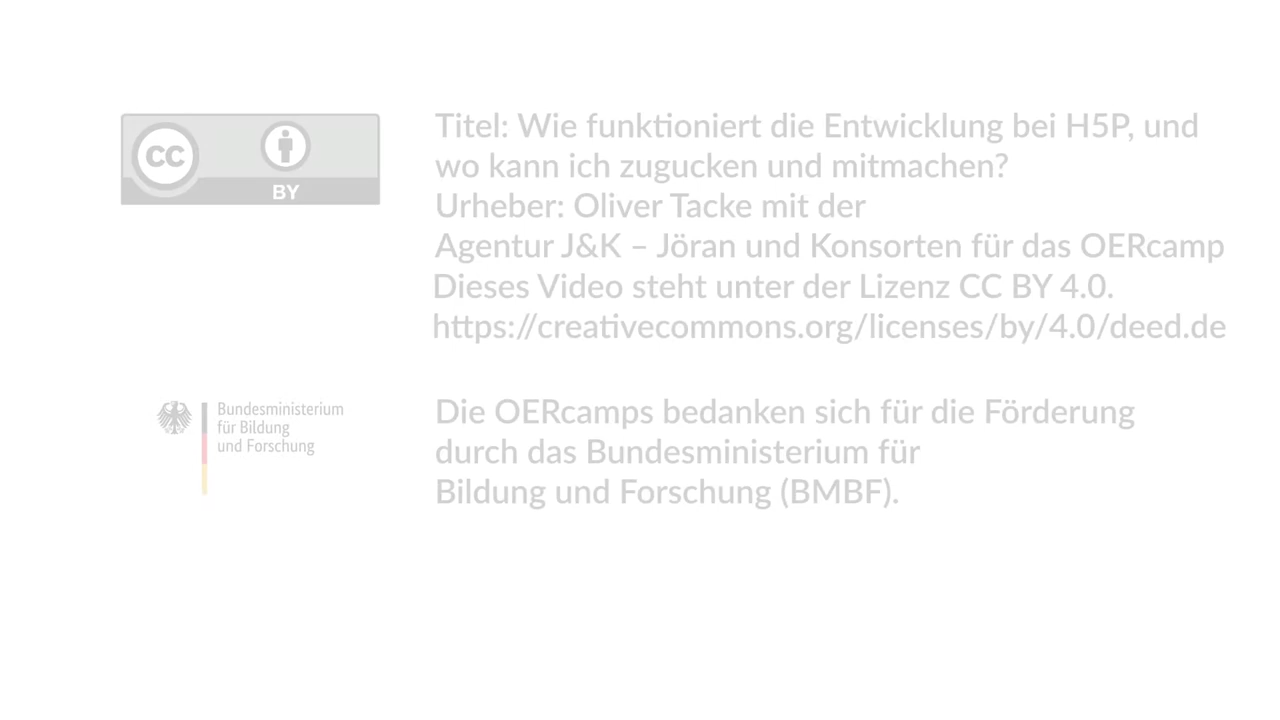 CC
BY
Titel: Wie funktioniert die Entwicklung bei H5P, und
wo kann ich zugucken und mitmachen?
Urheber: Oliver Tacke mit der
Agentur J&K – Jöran und Konsorten für das OERcamp
Dieses Video steht unter der Lizenz CC BY 4.0.
https://creativecommons.org/licenses/by/4.0/deed.de
Bundesministerium
für Bildung
und Forschung
Die OERcamps bedanken sich für die Förderung
durch das Bundesministerium für
Bildung und Forschung (BMBF).